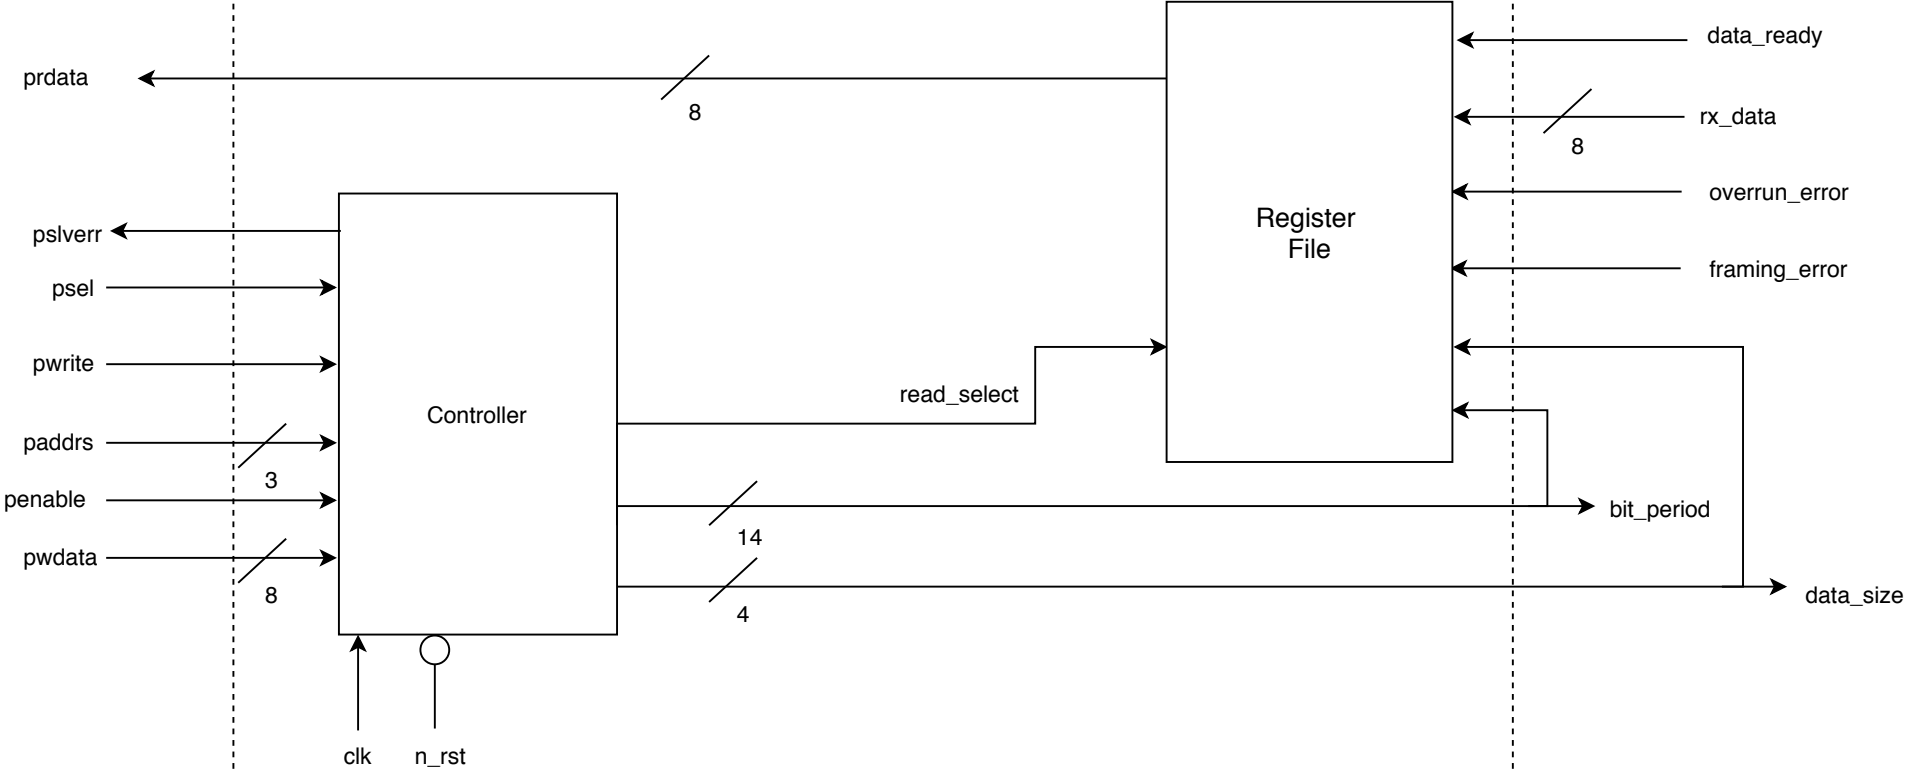 data_ready
prdata
8
rx_data
8
overrun_error
Register
File
pslverr
framing_error
psel
pwrite
read_select
Controller
paddrs
3
penable
bit_period
14
pwdata
8
4
data_size
clk
n_rst